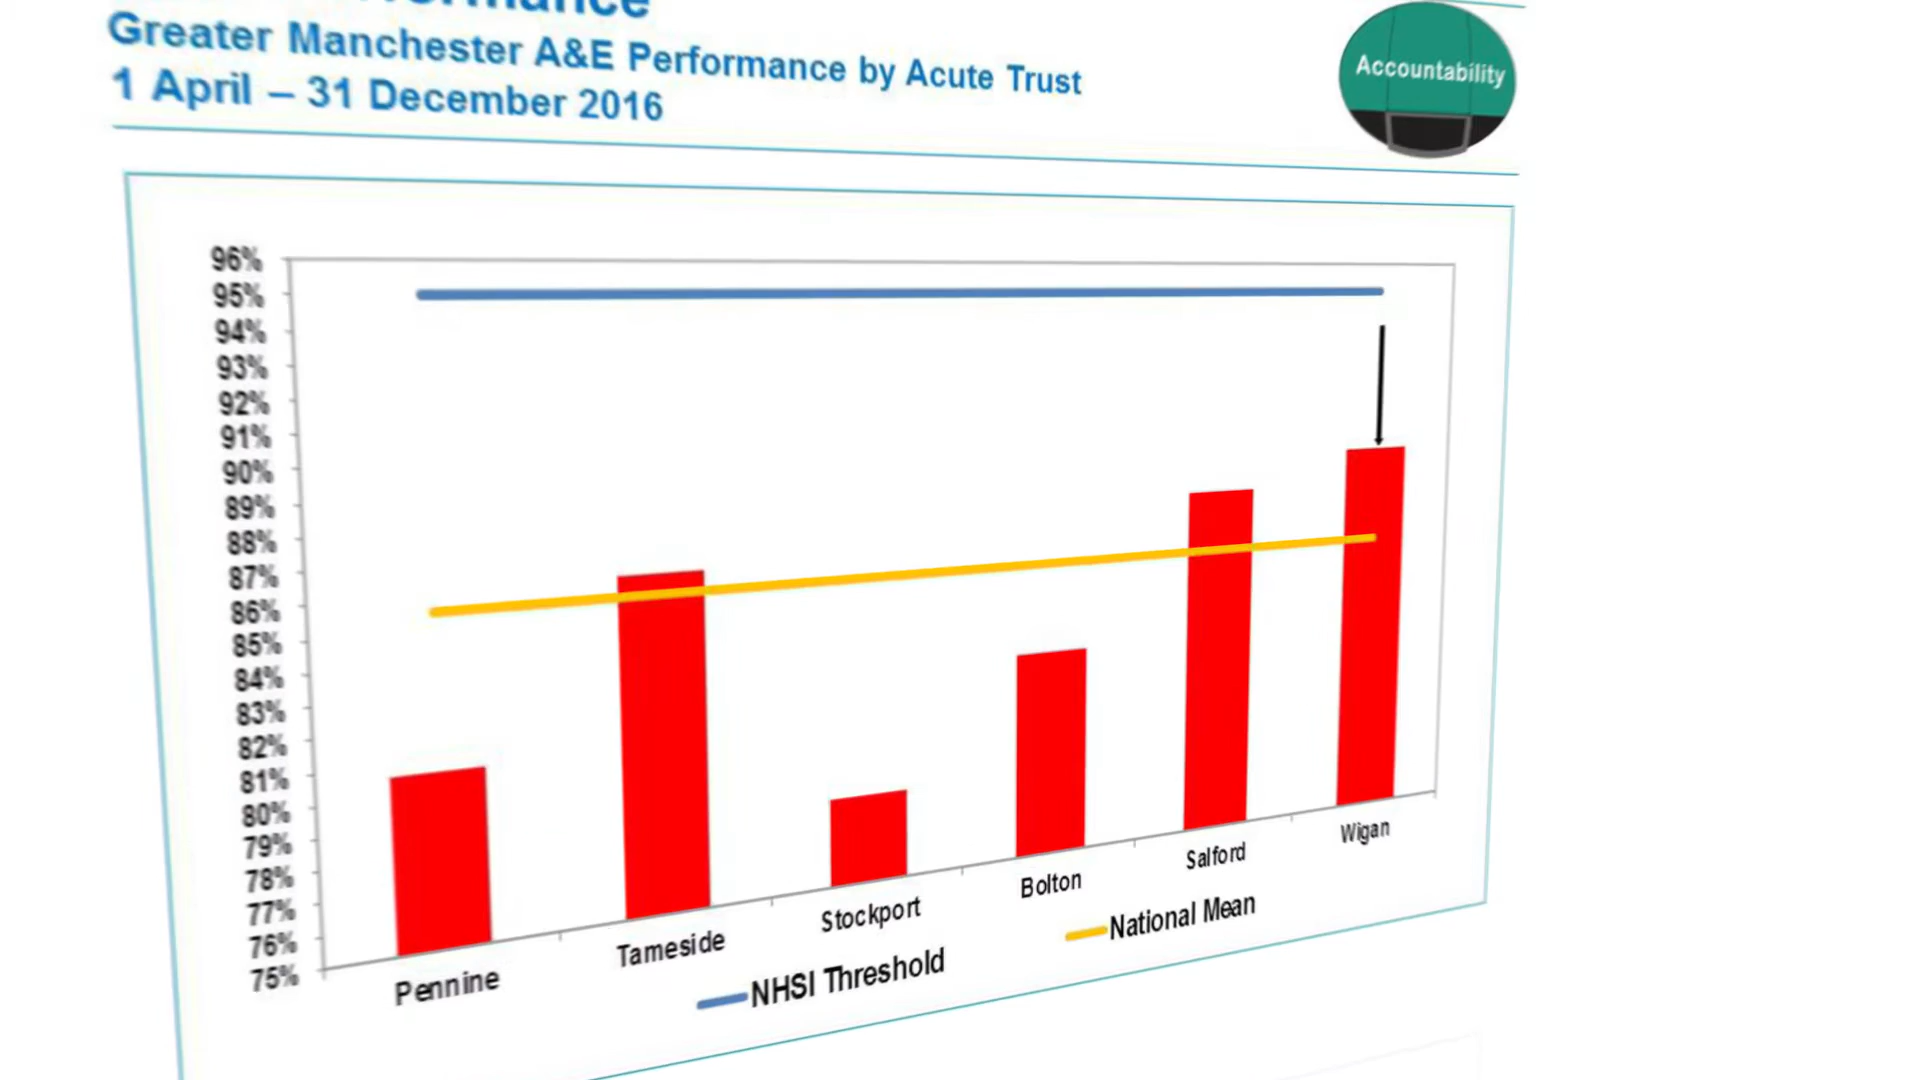 Greater Manchester A&E Performance by Acute Trust
1 April – 31 December 2016
Accountability
96%
95%
94%
93%
92%
91%
90%
89%
88%
87%
86%
85%
84%
83%
82%
81%
80%
79%
78%
77%
76%
75%
Pennine
Tameside
Stockport
Bolton
Salford
Wigan
NHSI Threshold
National Mean